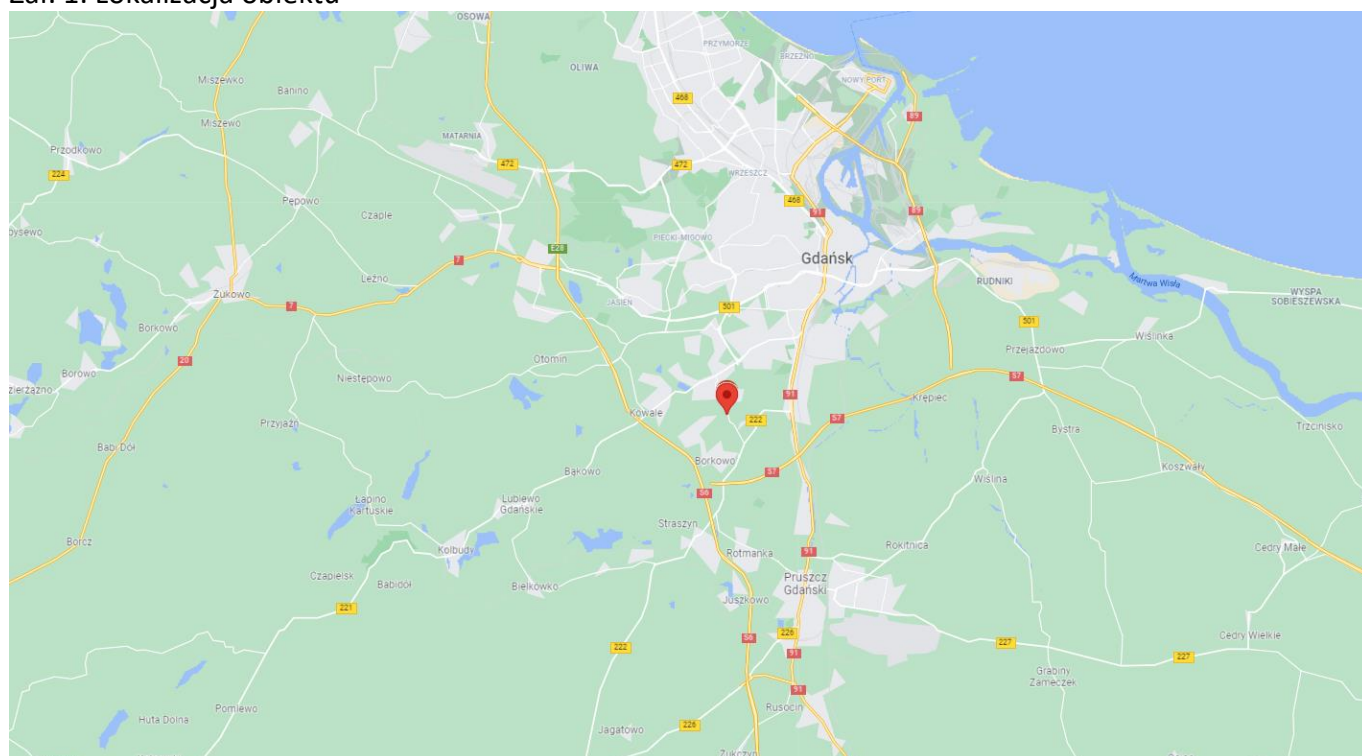 Zał. 1. Lokalizacja obiektu
OSOWA
PRZYMORZE
BRZEŹNO
OLIWA
NOWY PORT
Miszewko
Banino
468
89
Miszewo
MATARNIA
472
472
Przodkowo
224
WRZESZCZ
Pępowo
468
91
89
Czaple
PIECKI-MIGOWO
E28
7
Gdańsk
Leźno
RUDNIKI
Martwa Wisła
Żukowo
7
JASIEŃ
501
WYSPA
SOBIESZEWSKA
501
Borkowo
Wiślinka
Przejazdowo
20
Otomin
Borowo
Niestępowo
S7
91
Krępiec
Kowale
222
S7
Przyjaźń
Bystra
Trzcinisko
Babi Dół
Borkowo
Bąkowo
S7
Koszwały
Wiślina
S6
Łapino
Kartuskie
Lublewo
Gdańskie
Straszyn
Borcz
Kolbudy
Rotmanka
91
Rokitnica
Cedry Małe
Czapielsk
Babidół
Bielkówko
Pruszcz
Gdański
Juszkowo
221
222
S6
226
227
Cedry Wielkie
91
227
Grabiny
Zameczek
91
Pomlewo
Rusocin
Huta Dolna
226
Jagatowo
Żukczyn